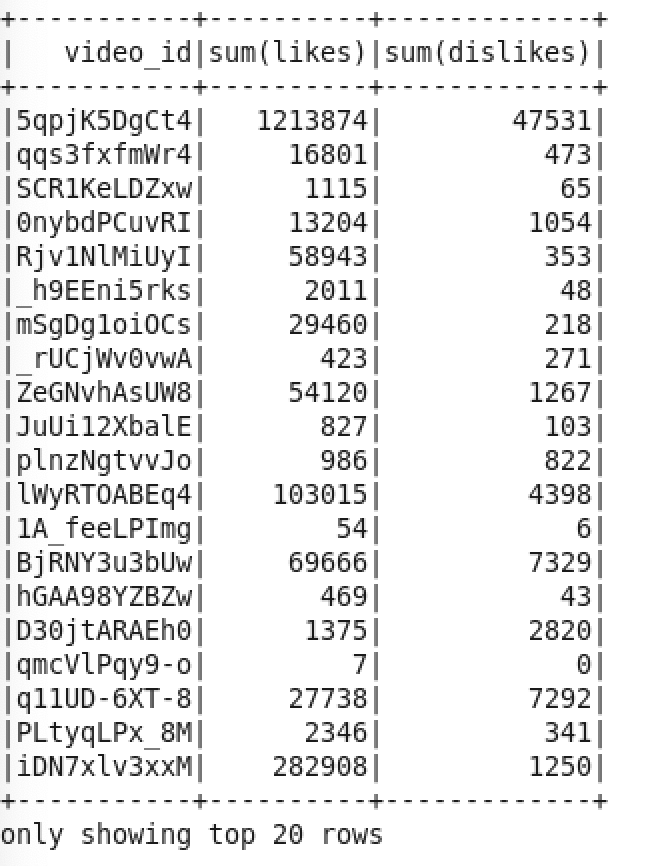 +-----------+----------+-------------+
|   video_id|sum(likes)|sum(dislikes)|
+-----------+----------+-------------+
|5qpjK5DgCt4|   1213874|        47531|
|qqs3fxfmWr4|     16801|          473|
|SCR1KeLDZxw|      1115|           65|
|0nybdPCuvRI|     13204|         1054|
|Rjv1NlMiUyI|     58943|          353|
|_h9EEni5rks|      2011|           48|
|mSgDg1oiOCs|     29460|          218|
|_rUCjWv0vwA|       423|          271|
|ZeGNvhAsUW8|     54120|         1267|
|JuUi12XbalE|       827|          103|
|plnzNgtvvJo|       986|          822|
|lWyRTOABEq4|    103015|         4398|
|1A_feeLPImg|        54|            6|
|BjRNY3u3bUw|     69666|         7329|
|hGAA98YZBZw|       469|           43|
|D30jtARAEh0|      1375|         2820|
|qmcVlPqy9-o|         7|            0|
|q11UD-6XT-8|     27738|         7292|
|PLtyqLPx_8M|      2346|          341|
|iDN7xlv3xxM|    282908|         1250|
+-----------+----------+-------------+
only showing top 20 rows